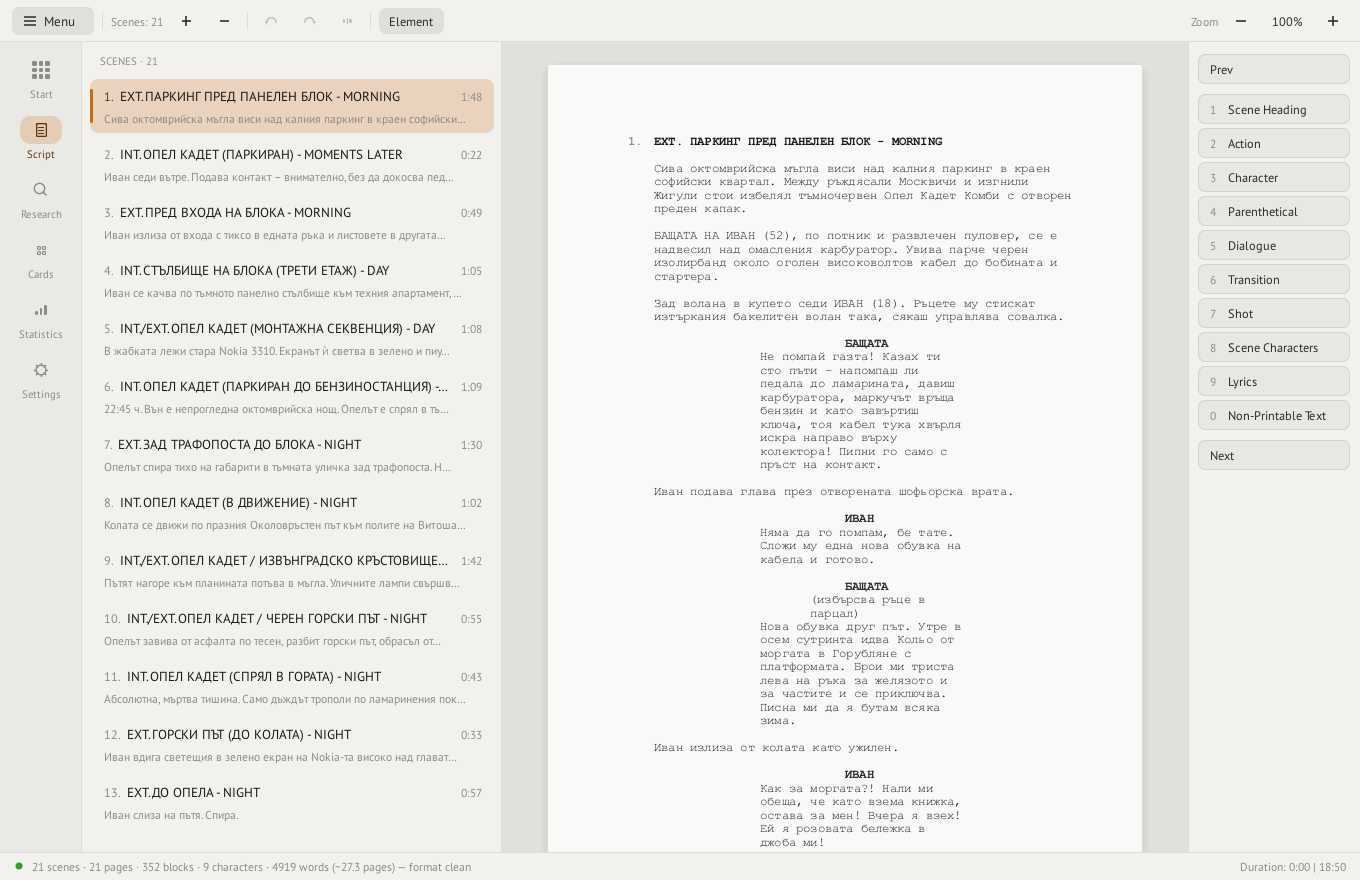 Menu
Scenes: 21
+
−
Element
Zoom
−
100%
+
Start
Script
Research
Cards
Statistics
Settings
SCENES · 21
1. EXT.ПАРКИНГ ПРЕД ПАНЕЛЕН БЛОК - MORNING 1:48
Сива октомврийска мъгла виси над калния паркинг в краен софийски...
2. INT.ОПЕЛ КАДЕТ (ПАРКИРАН) - MOMENTS LATER 0:22
Иван седи вътре. Подава контакт – внимателно, без да докосва пед...
3. EXT.ПРЕД ВХОДА НА БЛОКА - MORNING 0:49
Иван излиза от входа с тиксо в едната ръка и листовете в другата...
4. INT.СТЪЛБИЩЕ НА БЛОКА (ТРЕТИ ЕТАЖ) - DAY 1:05
Иван се качва по тъмното панелно стълбище към техния апартамент, ...
5. INT./EXT.ОПЕЛ КАДЕТ (МОНТАЖНА СЕКВЕНЦИЯ) - DAY 1:08
В жабката лежи стара Nokia 3310. Екранът ѝ светва в зелено и пиу...
6. INT.ОПЕЛ КАДЕТ (ПАРКИРАН ДО БЕНЗИНОСТАНЦИЯ) -... 1:09
22:45 ч. Вън е непрогледна октомврийска нощ. Опелът е спрял в тъ...
7. EXT.ЗАД ТРАФОПОСТА ДО БЛОКА - NIGHT 1:30
Опелът спира тихо на габарити в тъмната уличка зад трафопоста. Н...
8. INT.ОПЕЛ КАДЕТ (В ДВИЖЕНИЕ) - NIGHT 1:02
Колата се движи по празния Околовръстен път към полите на Витоша...
9. INT./EXT.ОПЕЛ КАДЕТ / ИЗВЪНГРАДСКО КРЪСТОВИЩЕ... 1:42
Пътят нагоре към планината потъва в мъгла. Уличните лампи свършв...
10. INT./EXT.ОПЕЛ КАДЕТ / ЧЕРЕН ГОРСКИ ПЪТ - NIGHT 0:55
Опелът завива от асфалта по тесен, разбит горски път, обрасъл от...
11. INT.ОПЕЛ КАДЕТ (СПРЯЛ В ГОРАТА) - NIGHT 0:43
Абсолютна, мъртва тишина. Само дъждът трополи по ламаринения пок...
12. EXT.ГОРСКИ ПЪТ (ДО КОЛАТА) - NIGHT 0:33
Иван вдига светещия в зелено екран на Nokia-та високо над глават...
13. EXT.ДО ОПЕЛА - NIGHT 0:57
Иван слиза на пътя. Спира.
1. EXT. ПАРКИНГ ПРЕД ПАНЕЛЕН БЛОК - MORNING
Сива октомврийска мъгла виси над калния паркинг в краен
софийски квартал. Между ръждясали Москвичи и изгнили
Жигули стои избелял тъмночервен Опел Кадет Комби с отворен
преден капак.
БАЩАТА НА ИВАН (52), по потник и развлечен пуловер, се е
надвесил над омасления карбуратор. Увива парче черен
изолирбанд около оголен високоволтов кабел до бобината и
стартера.
Зад волана в купето седи ИВАН (18). Ръцете му стискат
изтъркания бакелитен волан така, сякаш управлява совалка.
БАЩАТА
Не помпай газта! Казах ти
сто пъти – напомпаш ли
педала до ламарината, давиш
карбуратора, маркучът връща
бензин и като завъртиш
ключа, тоя кабел тука хвърля
искра направо върху
колектора! Пипни го само с
пръст на контакт.
Иван подава глава през отворената шофьорска врата.
ИВАН
Няма да го помпам, бе тате.
Сложи му една нова обувка на
кабела и готово.
БАЩАТА
(избърсва ръце в
парцал)
Нова обувка друг път. Утре в
осем сутринта идва Кольо от
моргата в Горубляне с
платформата. Брои ми триста
лева на ръка за желязото и
за частите и се приключва.
Писна ми да я бутам всяка
зима.
Иван излиза от колата като ужилен.
ИВАН
Как за моргата?! Нали ми
обеща, че като взема книжка,
остава за мен! Вчера я взех!
Ей я розовата бележка в
джоба ми!
Prev
1 Scene Heading
2 Action
3 Character
4 Parenthetical
5 Dialogue
6 Transition
7 Shot
8 Scene Characters
9 Lyrics
0 Non-Printable Text
Next
21 scenes · 21 pages · 352 blocks · 9 characters · 4919 words (~27.3 pages) — format clean
Duration: 0:00 | 18:50